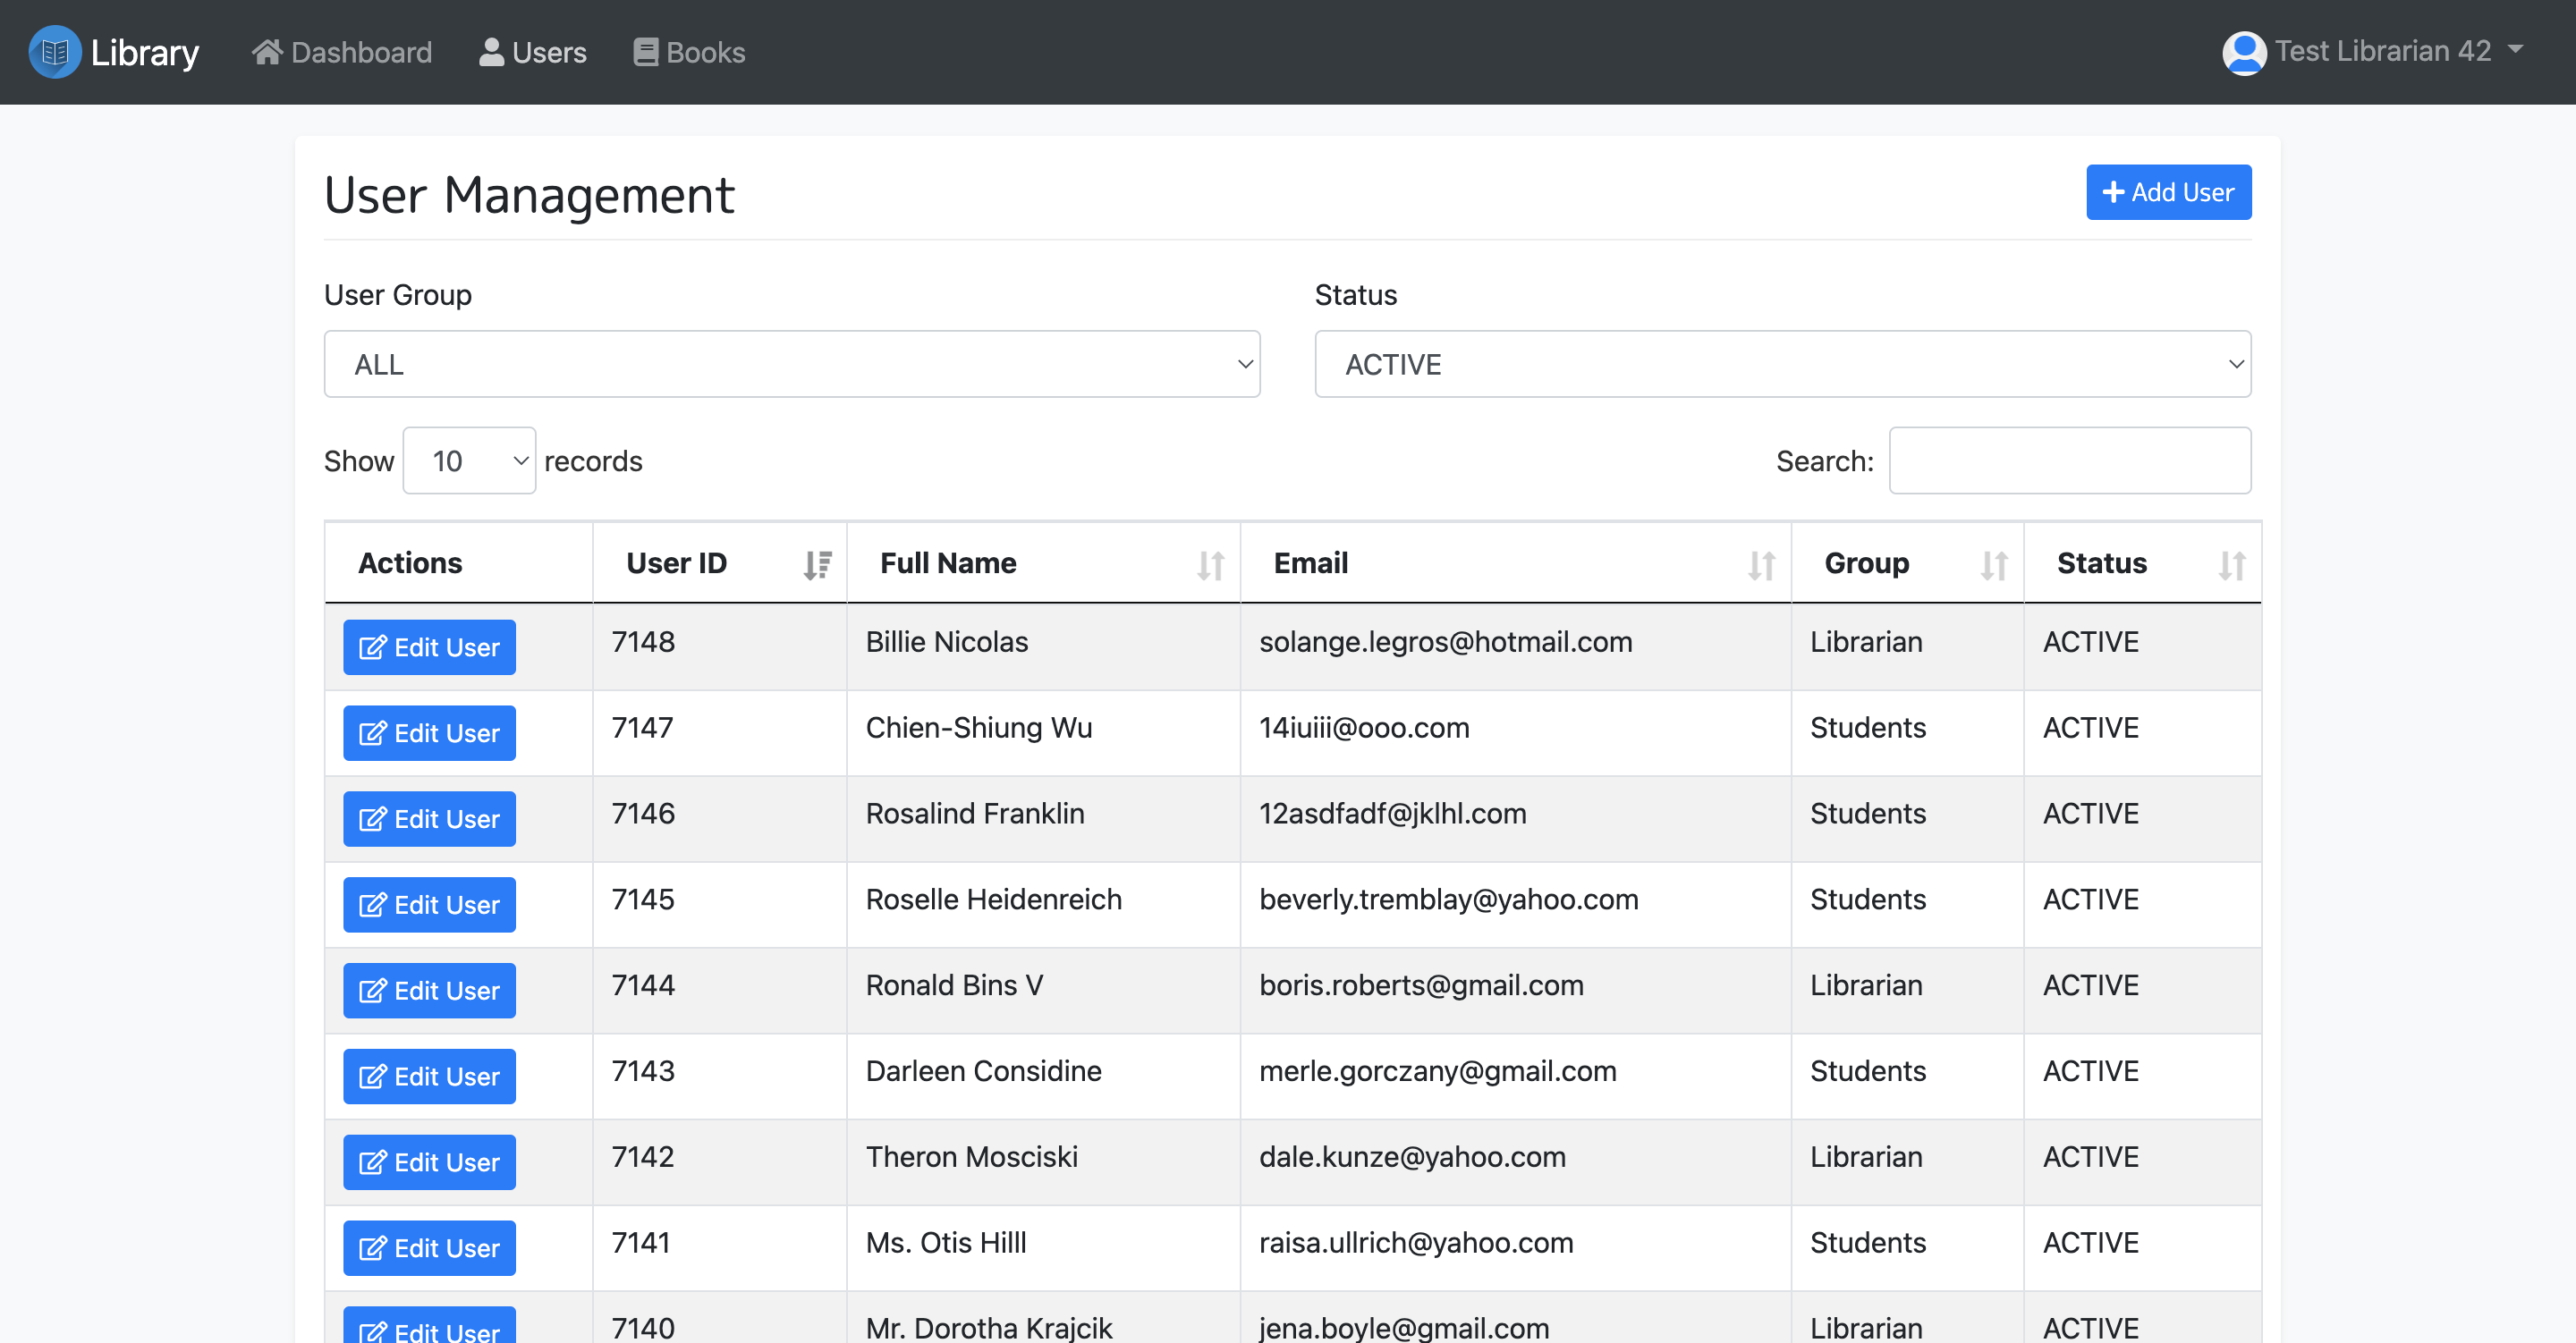 Library Dashboard Users Books Test Librarian 42
User Management Add User
User Group Status
ALL ACTIVE
Show 10 records Search:
Actions User ID Full Name Email Group Status
Edit User 7148 Billie Nicolas solange.legros@hotmail.com Librarian ACTIVE
Edit User 7147 Chien-Shiung Wu 14iuiii@ooo.com Students ACTIVE
Edit User 7146 Rosalind Franklin 12asdfadf@jklhl.com Students ACTIVE
Edit User 7145 Roselle Heidenreich beverly.tremblay@yahoo.com Students ACTIVE
Edit User 7144 Ronald Bins V boris.roberts@gmail.com Librarian ACTIVE
Edit User 7143 Darleen Considine merle.gorczany@gmail.com Students ACTIVE
Edit User 7142 Theron Mosciski dale.kunze@yahoo.com Librarian ACTIVE
Edit User 7141 Ms. Otis Hilll raisa.ullrich@yahoo.com Students ACTIVE
Edit User 7140 Mr. Dorotha Krajcik jena.boyle@gmail.com Librarian ACTIVE